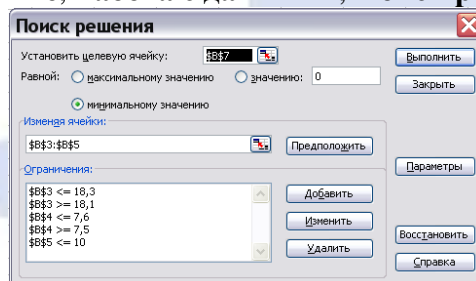 Поиск решения
Установить целевую ячейку: $B$7
Выполнить
Равной: максимальному значению значению: 0
Закрыть
минимальному значению
Изменяя ячейки:
$B$3:$B$5
Предположить
Параметры
Ограничения:
$B$3 <= 18,3
$B$3 >= 18,1
$B$4 <= 7,6
$B$4 >= 7,5
$B$5 <= 10
Добавить
Изменить
Удалить
Восстановить
Справка